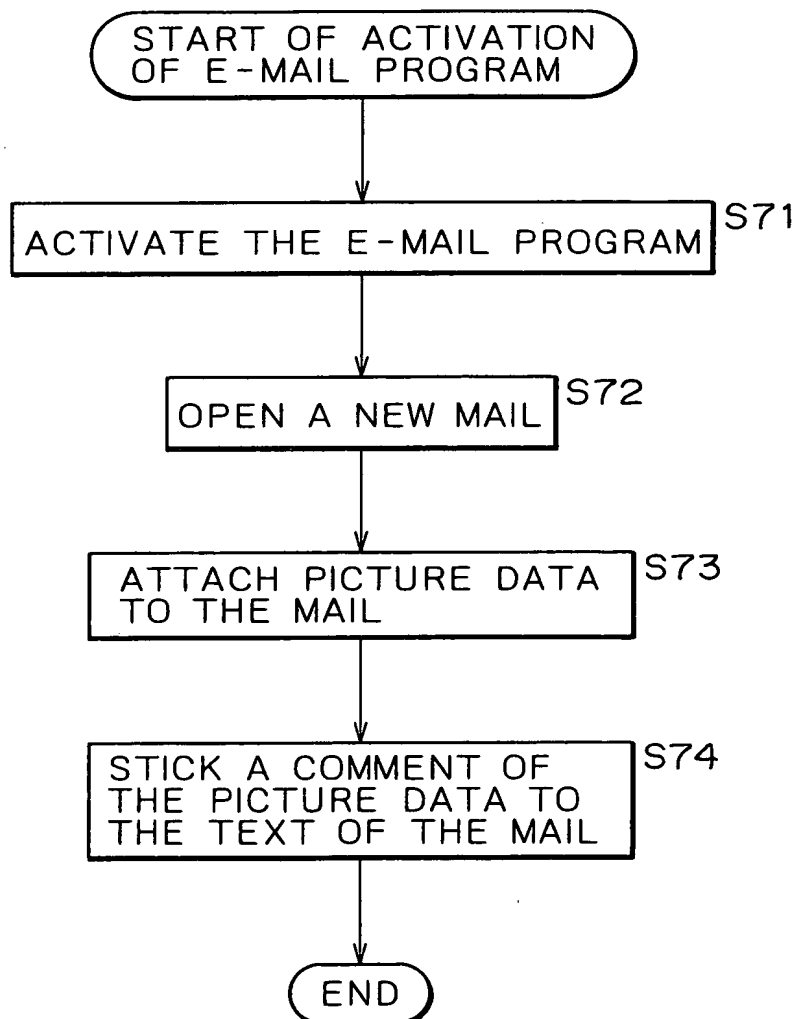 START OF ACTIVATION
OF E-MAIL PROGRAM
S71
ACTIVATE THE E-MAIL PROGRAM
S72
OPEN A NEW MAIL
S73
ATTACH PICTURE DATA
TO THE MAIL
S74
STICK A COMMENT OF
THE PICTURE DATA TO
THE TEXT OF THE MAIL
END